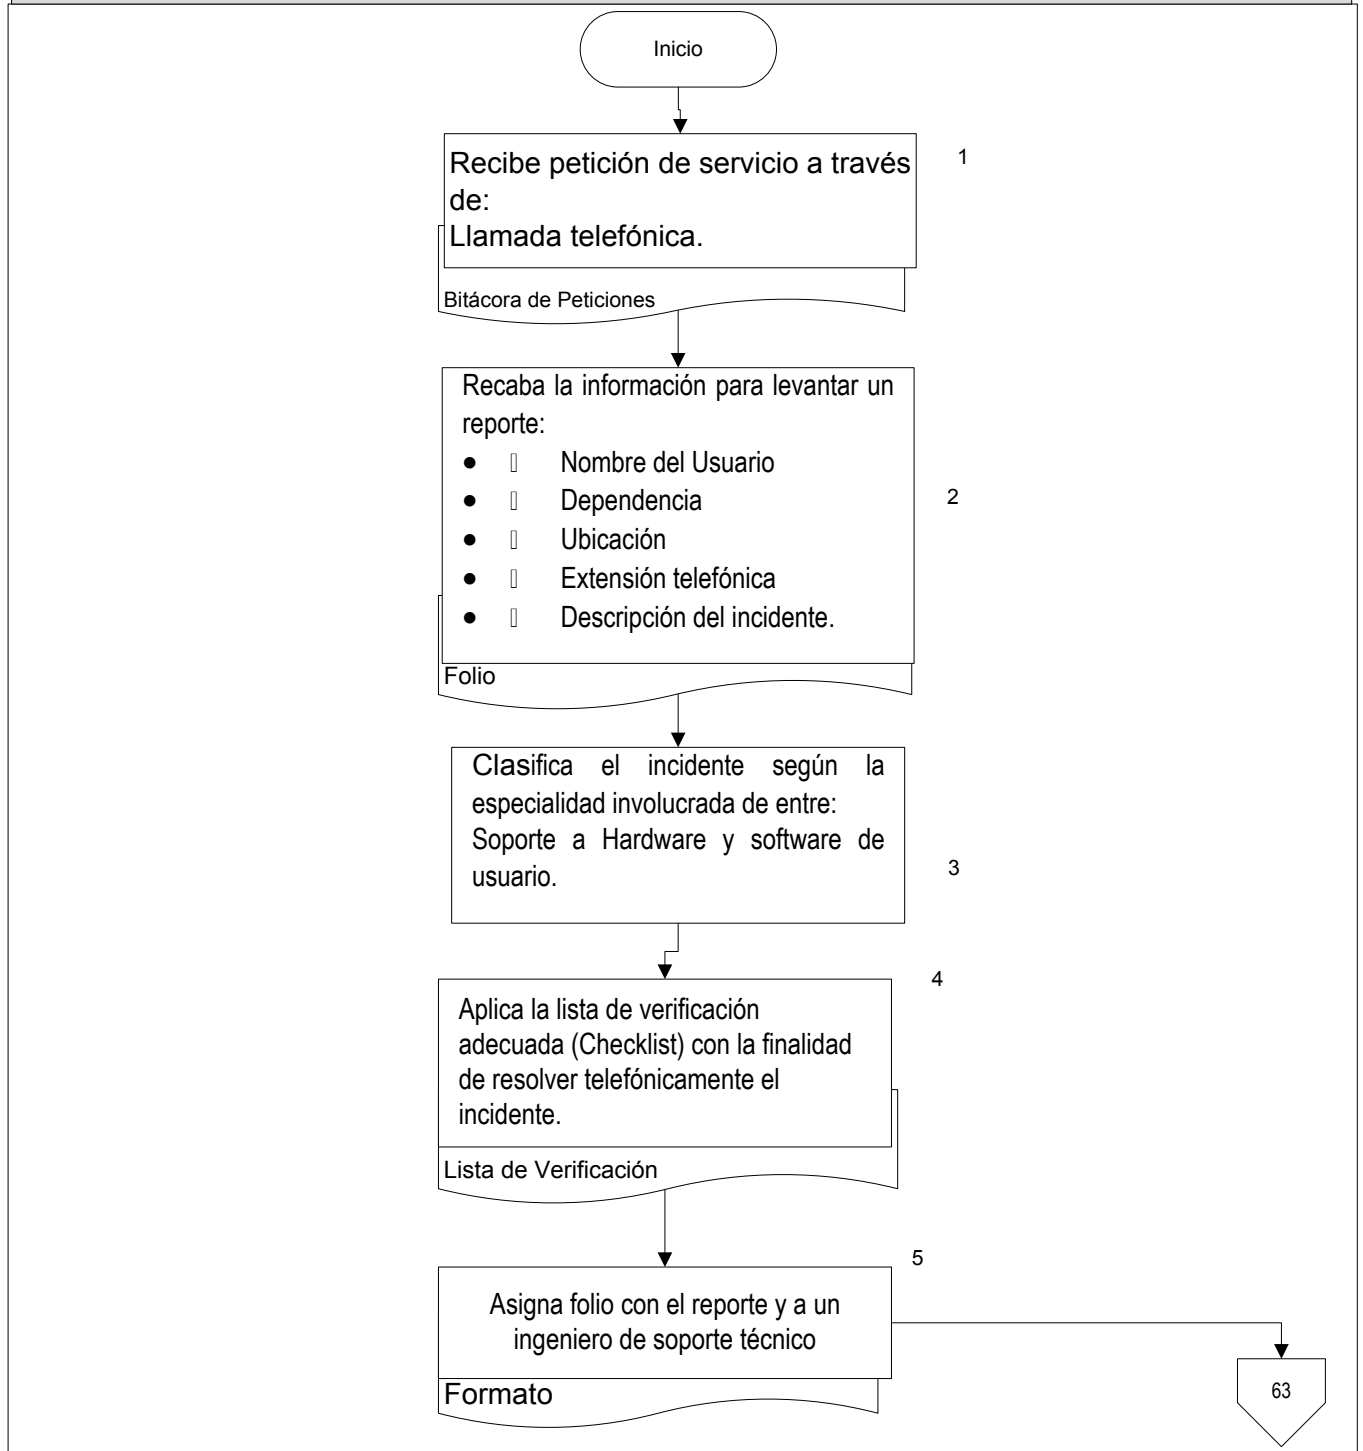 Inicio
Recibe petición de servicio a través
de:
Llamada telefónica.
1
Bitácora de Peticiones
Recaba la información para levantar un
reporte:
● Nombre del Usuario
● Dependencia
● Ubicación
● Extensión telefónica
● Descripción del incidente.
2
Folio
Clasifica el incidente según la
especialidad involucrada de entre:
Soporte a Hardware y software de
usuario.
3
4
Aplica la lista de verificación
adecuada (Checklist) con la finalidad
de resolver telefónicamente el
incidente.
Lista de Verificación
5
Asigna folio con el reporte y a un
ingeniero de soporte técnico
Formato
63